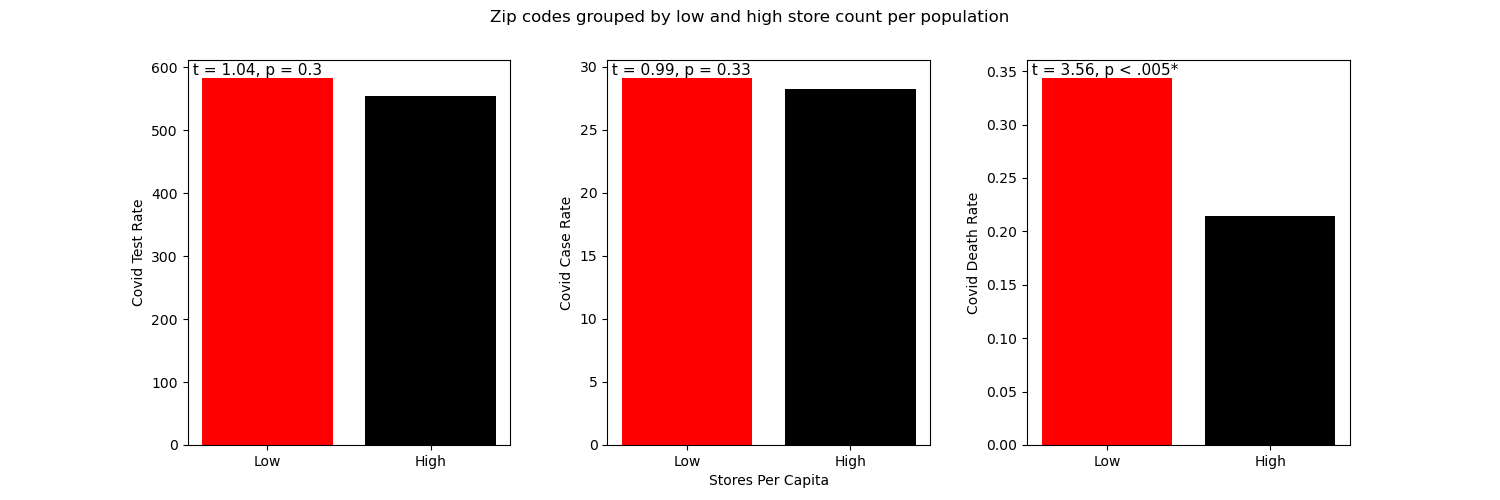 Zip codes grouped by low and high store count per population
t = 1.04, p = 0.3
600
500
400
300
200
100
0
Covid Test Rate
Low
High
t = 0.99, p = 0.33
30
25
20
15
10
5
0
Covid Case Rate
Low
High
Stores Per Capita
t = 3.56, p < .005*
0.35
0.30
0.25
0.20
0.15
0.10
0.05
0.00
Covid Death Rate
Low
High